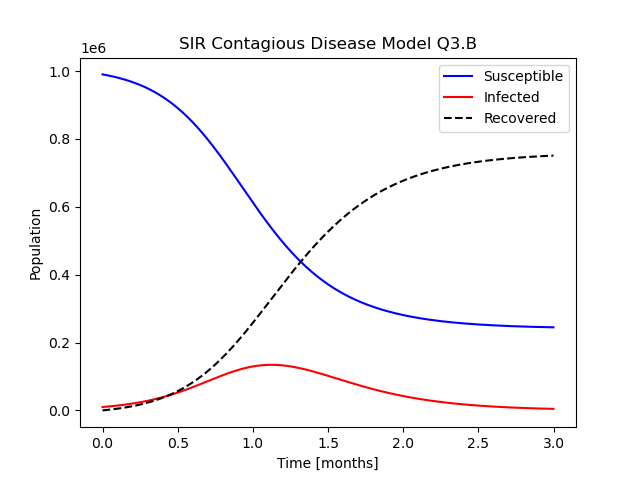 SIR Contagious Disease Model Q3.B
1e6
1.0
0.8
0.6
0.4
0.2
0.0
Population
Susceptible
Infected
Recovered
0.0 0.5 1.0 1.5 2.0 2.5 3.0
Time [months]